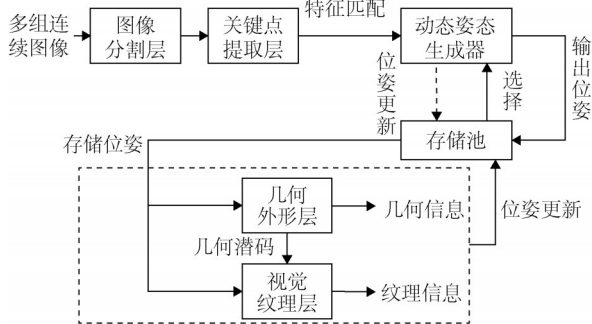 多组连
续图像
图像
分割层
关键点
提取层
特征匹配
动态姿态
生成器
位姿更新
选择
输出位姿
存储池
存储位姿
几何
外形层
几何信息
位姿更新
几何潜码
视觉
纹理层
纹理信息